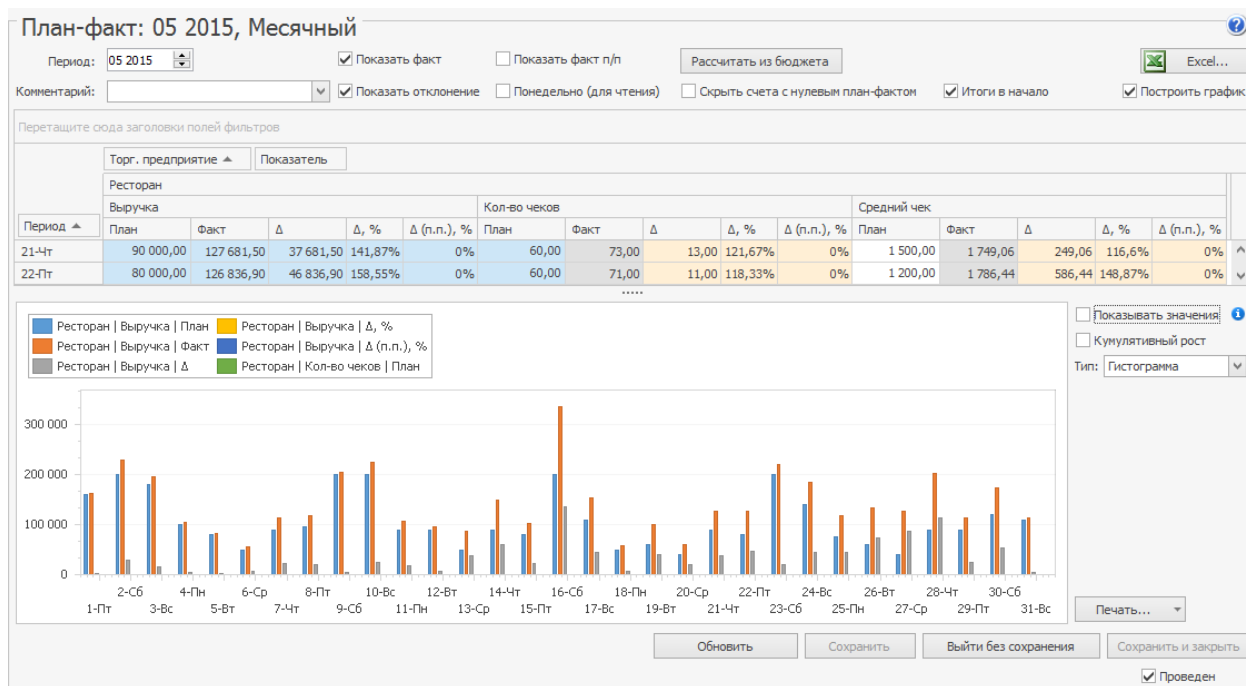 План-факт: 05 2015, Месячный
Период: 05 2015 Показать факт Показать факт п/п Рассчитать из бюджета Excel...
Комментарий: Показать отклонение Понедельно (для чтения) Скрыть счета с нулевым план-фактом Итоги в начало Построить график
Перетащите сюда заголовки полей фильтров
Торг. предприятие Показатель
Ресторан
Выручка Кол-во чеков Средний чек
Период План Факт Δ Δ, % Δ (п.п.), % План Факт Δ Δ, % Δ (п.п.), % План Факт Δ Δ, % Δ (п.п.), %
21-Чт 90 000,00 127 681,50 37 681,50 141,87% 0% 60,00 73,00 13,00 121,67% 0% 1 500,00 1 749,06 249,06 116,6% 0%
22-Пт 80 000,00 126 836,90 46 836,90 158,55% 0% 60,00 71,00 11,00 118,33% 0% 1 200,00 1 786,44 586,44 148,87% 0%
Ресторан | Выручка | План Ресторан | Выручка | Δ, %
Ресторан | Выручка | Факт Ресторан | Выручка | Δ (п.п.), %
Ресторан | Выручка | Δ Ресторан | Кол-во чеков | План
Показывать значения
Кумулятивный рост
Тип: Гистограмма
300 000
200 000
100 000
0
2-Сб 4-Пн 6-Ср 8-Пт 10-Вс 12-Вт 14-Чт 16-Сб 18-Пн 20-Ср 22-Пт 24-Вс 26-Вт 28-Чт 30-Сб
1-Пт 3-Вс 5-Вт 7-Чт 9-Сб 11-Пн 13-Ср 15-Пт 17-Вс 19-Вт 21-Чт 23-Сб 25-Пн 27-Ср 29-Пт 31-Вс
Печать...
Обновить Сохранить Выйти без сохранения Сохранить и закрыть
Проведен